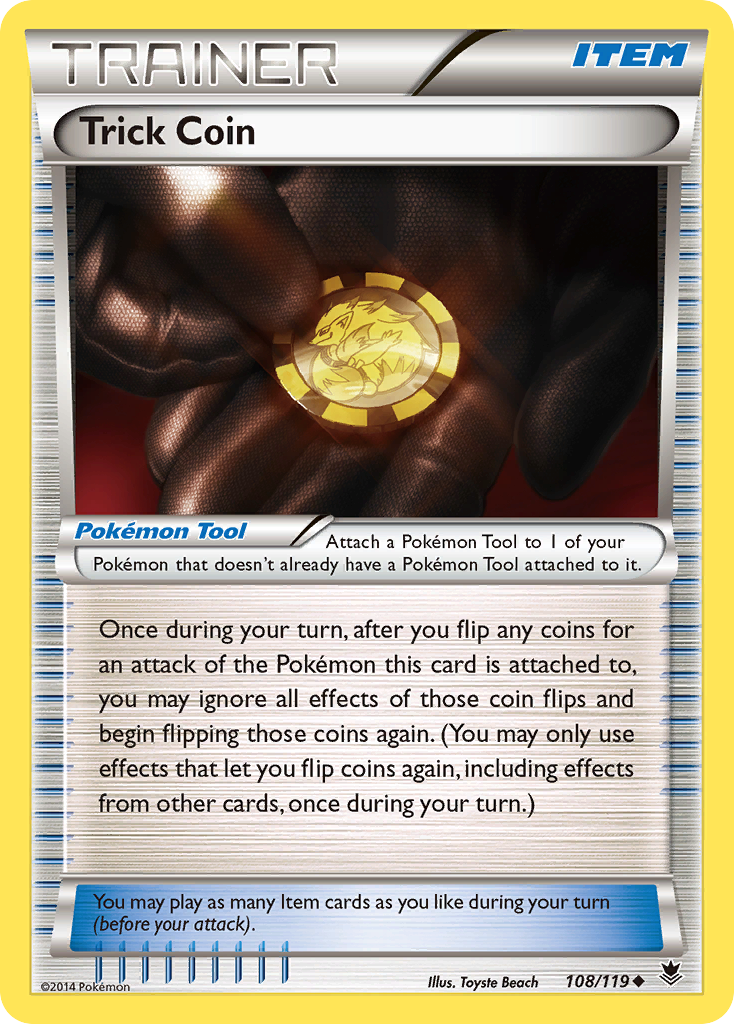 TRAINER
ITEM
Trick Coin
Pokémon Tool
Attach a Pokémon Tool to 1 of your
Pokémon that doesn't already have a Pokémon Tool attached to it.
Once during your turn, after you flip any coins for
an attack of the Pokémon this card is attached to,
you may ignore all effects of those coin flips and
begin flipping those coins again. (You may only use
effects that let you flip coins again, including effects
from other cards, once during your turn.)
You may play as many Item cards as you like during your turn
(before your attack).
©2014 Pokémon
Illus. Toyste Beach
108/119